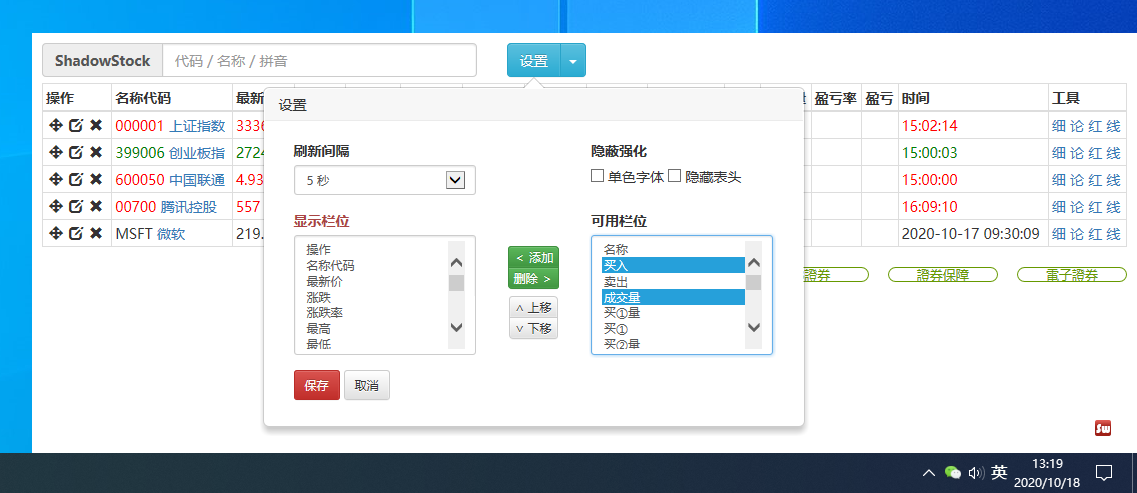 ShadowStock 代码 / 名称 / 拼音 设置
操作 名称代码 最新 盈亏率 盈亏 时间 工具
000001 上证指数 3336 15:02:14 细 论 红 线
399006 创业板指 2724 15:00:03 细 论 红 线
600050 中国联通 4.93 15:00:00 细 论 红 线
00700 腾讯控股 557 16:09:10 细 论 红 线
MSFT 微软 219. 2020-10-17 09:30:09 细 论 红 线
設置
刷新间隔 隐蔽强化
5 秒 单色字体 隐藏表头
显示栏位 可用栏位
操作
名称代码
最新价
涨跌
涨跌率
最高
最低
< 添加
删除 >
∧ 上移
∨ 下移
名称
买入
卖出
成交量
买①量
买①
买②量
保存 取消
證券 證券保障 電子證券
Sw
英 13:19
2020/10/18